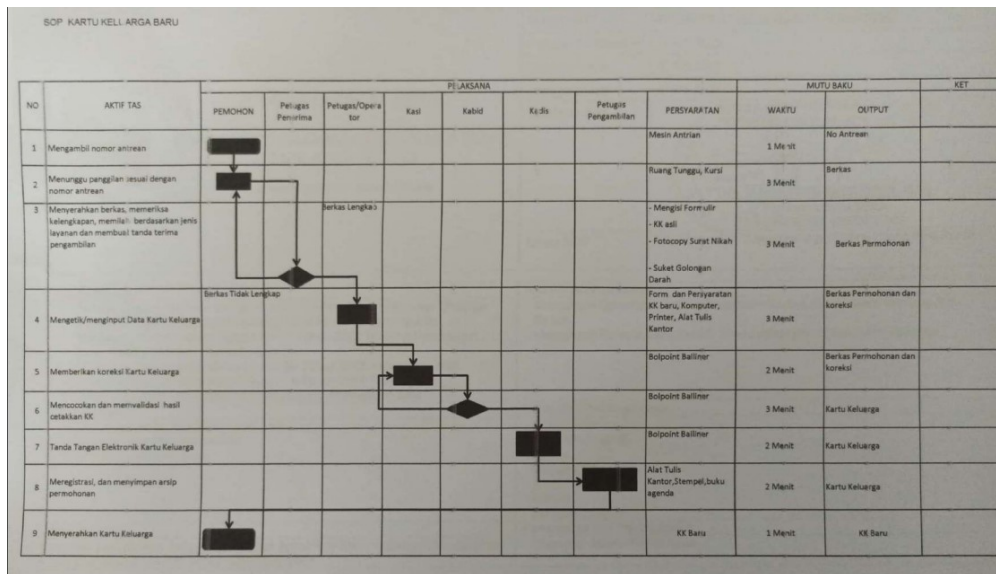 SOP KARTU KELUARGA BARU
PELAKSANA
MUTU BAKU
KET
NO
AKTIFITAS
PEMOHON
Petugas
Penerima
Petugas/Opera
tor
Kasi
Kabid
Kadis
Petugas
Pengambilan
PERSYARATAN
WAKTU
OUTPUT
1
Mengambil nomor antrean
Mesin Antrian
1 Menit
No Antrean
2
Menunggu panggilan sesuai dengan
nomor antrean
Ruang Tunggu, Kursi
3 Menit
Berkas
3
Menyerahkan berkas, memeriksa
kelengkapan, memilah berdasarkan jenis
layanan dan membuat tanda terima
pengambilan
Berkas Lengkap
- Mengisi Formulir
- KK asli
- Fotocopy Surat Nikah
- Suket Golongan
Darah
3 Menit
Berkas Permohonan
Berkas Tidak Lengkap
4
Mengetik/menginput Data Kartu Keluarga
Form dan Persyaratan
KK baru, Komputer,
Printer, Alat Tulis
Kantor
3 Menit
Berkas Permohonan dan
koreksi
5
Memberikan koreksi Kartu Keluarga
Bolpoint Balliner
2 Menit
Berkas Permohonan dan
koreksi
6
Mencocokan dan memvalidasi hasil
cetakkan KK
Bolpoint Balliner
3 Menit
Kartu Keluarga
7
Tanda Tangan Elektronik Kartu Keluarga
Bolpoint Balliner
2 Menit
Kartu Keluarga
8
Meregistrasi, dan menyimpan arsip
permohonan
Alat Tulis
Kantor,Stempel,buku
agenda
2 Menit
Kartu Keluarga
9
Menyerahkan Kartu Keluarga
KK Baru
1 Menit
KK Baru